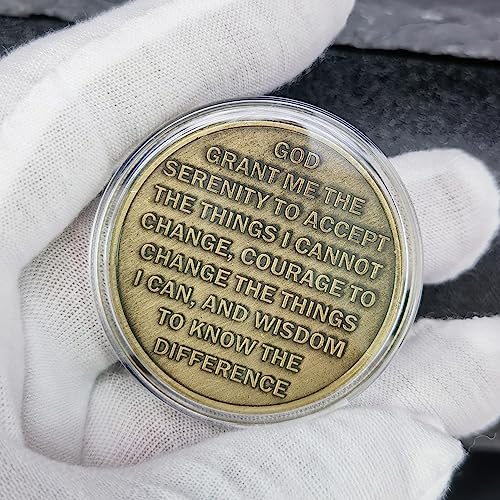 GOD
GRANT ME THE
SERENITY TO ACCEPT
THE THINGS I CANNOT
CHANGE, COURAGE TO
CHANGE THE THINGS
I CAN, AND WISDOM
TO KNOW THE
DIFFERENCE